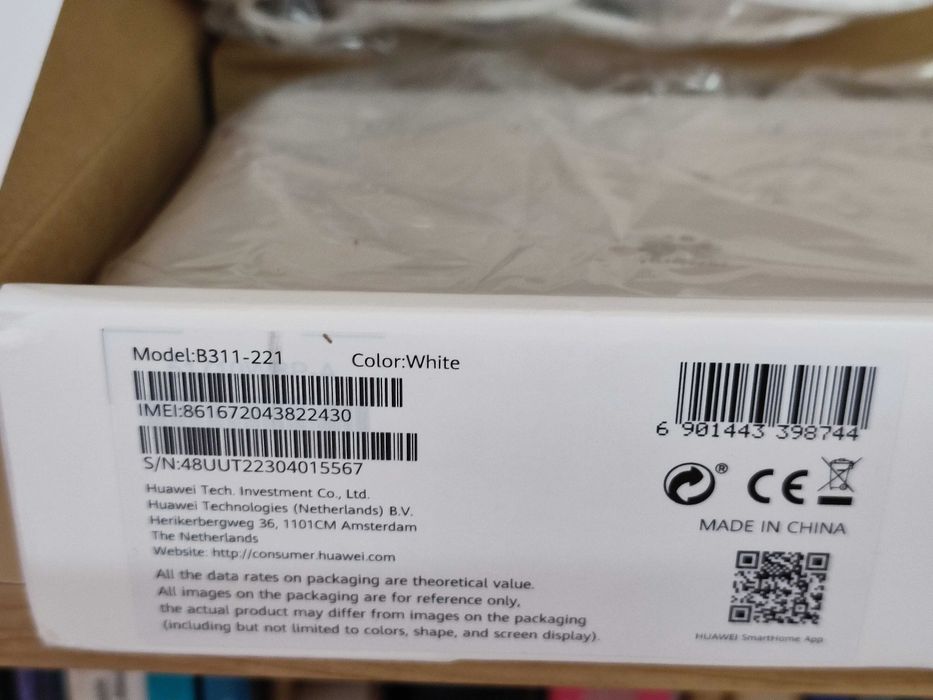 Model:B311-221 Color:White
IMEI:861672043822430
S/N:48UUT22304015567
Huawei Tech. Investment Co., Ltd.
Huawei Technologies (Netherlands) B.V.
Herikerbergweg 36, 1101CM Amsterdam
The Netherlands
Website: http://consumer.huawei.com
All the data rates on packaging are theoretical value.
All images on the packaging are for reference only,
the actual product may differ from images on the packaging
(including but not limited to colors, shape, and screen display).
6 901443 398744
®
CE
MADE IN CHINA
HUAWEI SmartHome App